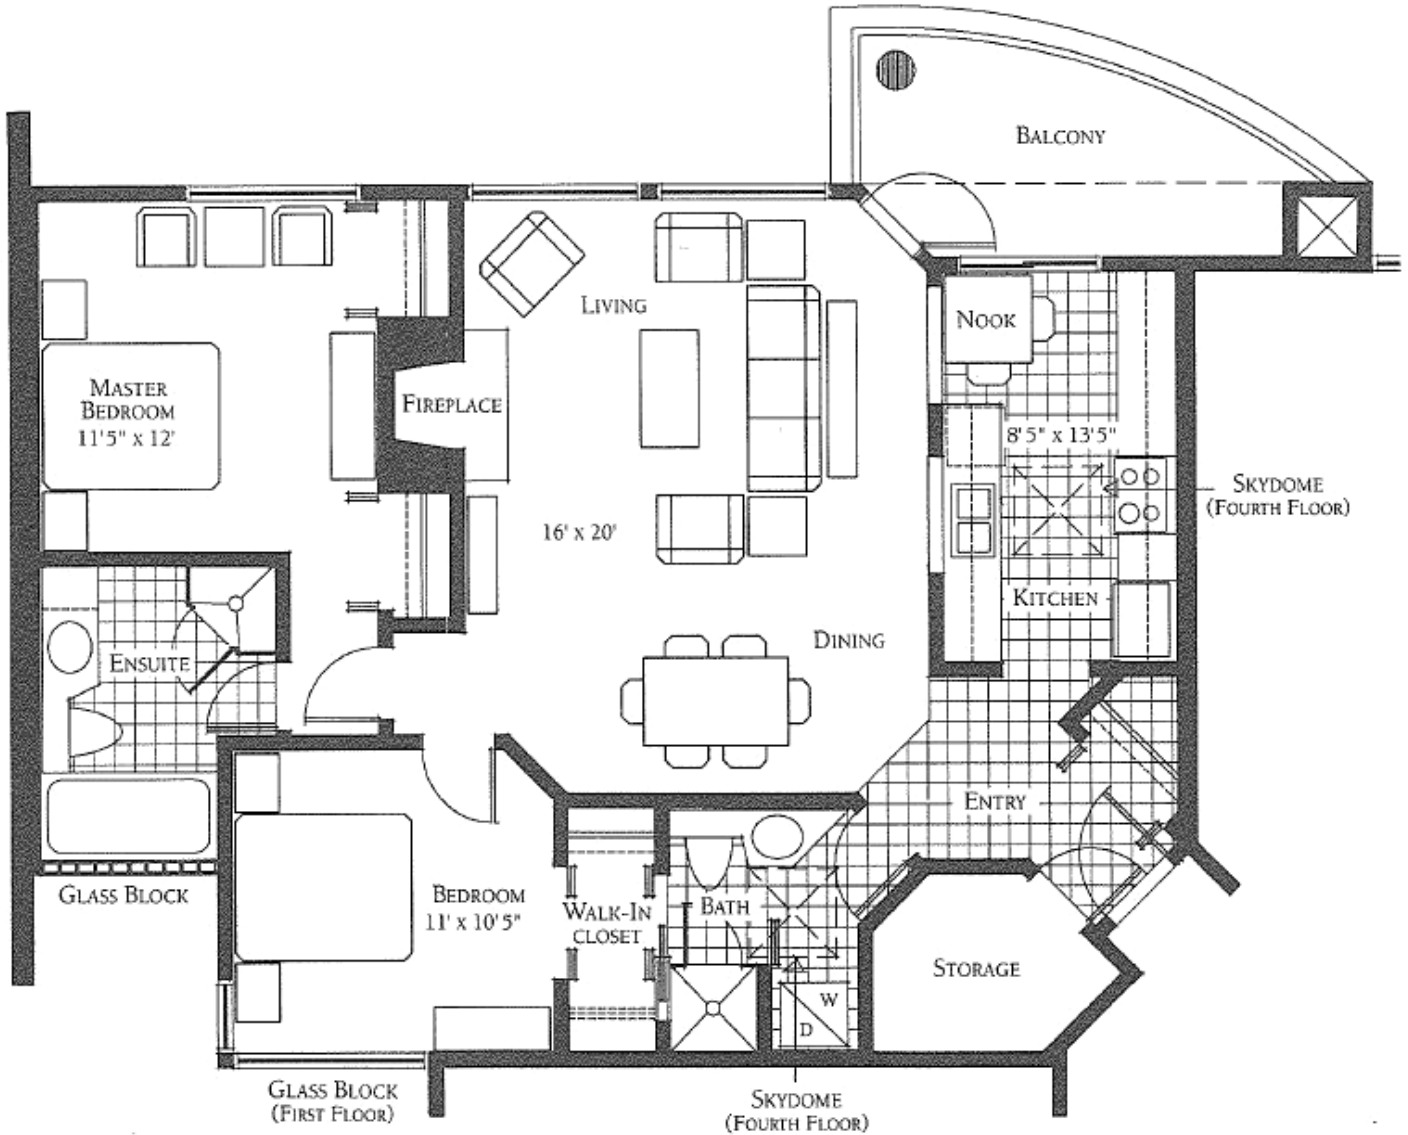 BALCONY
LIVING
NOOK
MASTER
BEDROOM
11'5" x 12'
FIREPLACE
8'5" x 13'5"
SKYDOME
(FOURTH FLOOR)
16' x 20'
KITCHEN
DINING
ENSUITE
ENTRY
GLASS BLOCK
BEDROOM
11' x 10'5"
WALK-IN
CLOSET
BATH
STORAGE
W
D
GLASS BLOCK
(FIRST FLOOR)
SKYDOME
(FOURTH FLOOR)